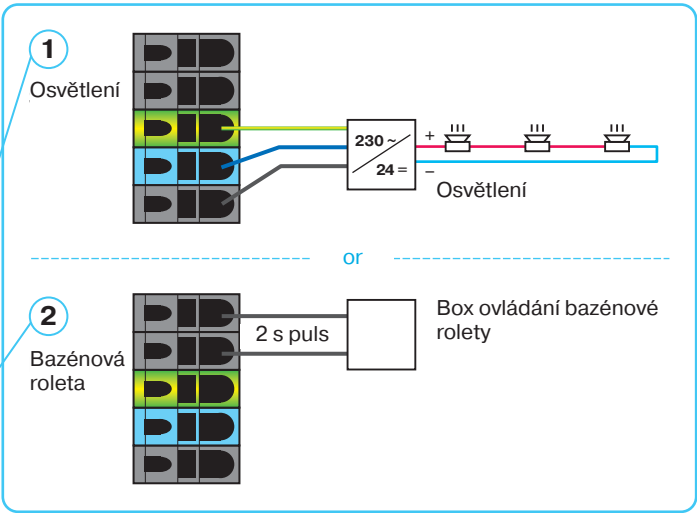 1
Osvětlení
230 ~
24 =
+
−
Osvětlení
or
2
Bazénová
roleta
2 s puls
Box ovládání bazénové
rolety